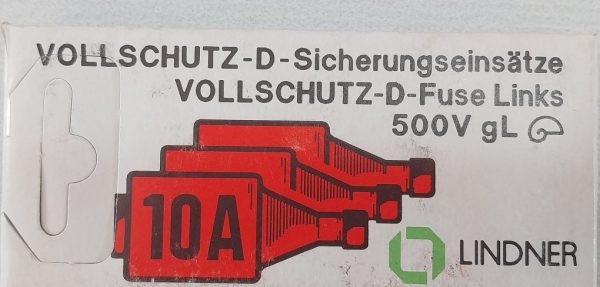 VOLLSCHUTZ-D-Sicherungseinsätze
VOLLSCHUTZ-D-Fuse Links
500V gL
10A
LINDNER